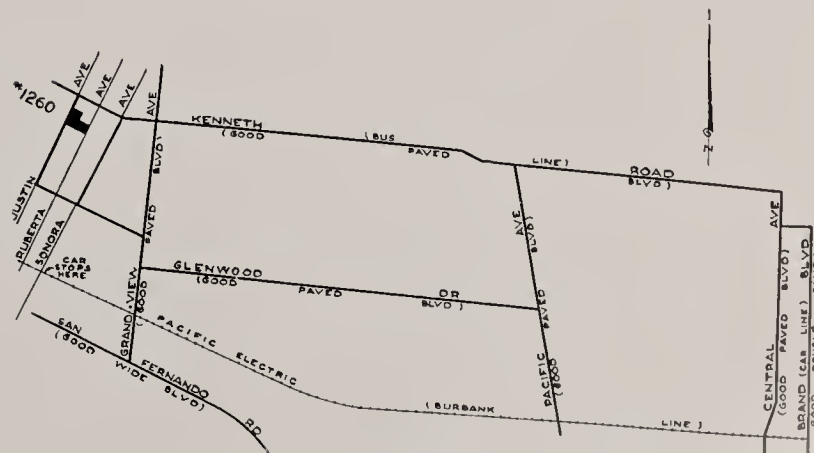 #1260
AVE
AVE
AVE
AVE
KENNETH
(GOOD
(BUS
PAVED
LINE)
ROAD
BLVD)
N
JUSTIN
RUBERTA
SONORA
CAR
STOPS
HERE
GRAND VIEW
(GOOD
PAVED
BLVD)
GLENWOOD
(GOOD
PAVED
DR
BLVD)
AVE
BLVD)
PAVED
PACIFIC
(GOOD
AVE
CENTRAL
(GOOD PAVED BLVD)
BRAND (CAR LINE) BLVD
SAN
(GOOD
WIDE
FERNANDO
BLVD)
RD
PACIFIC ELECTRIC
(BURBANK
LINE)